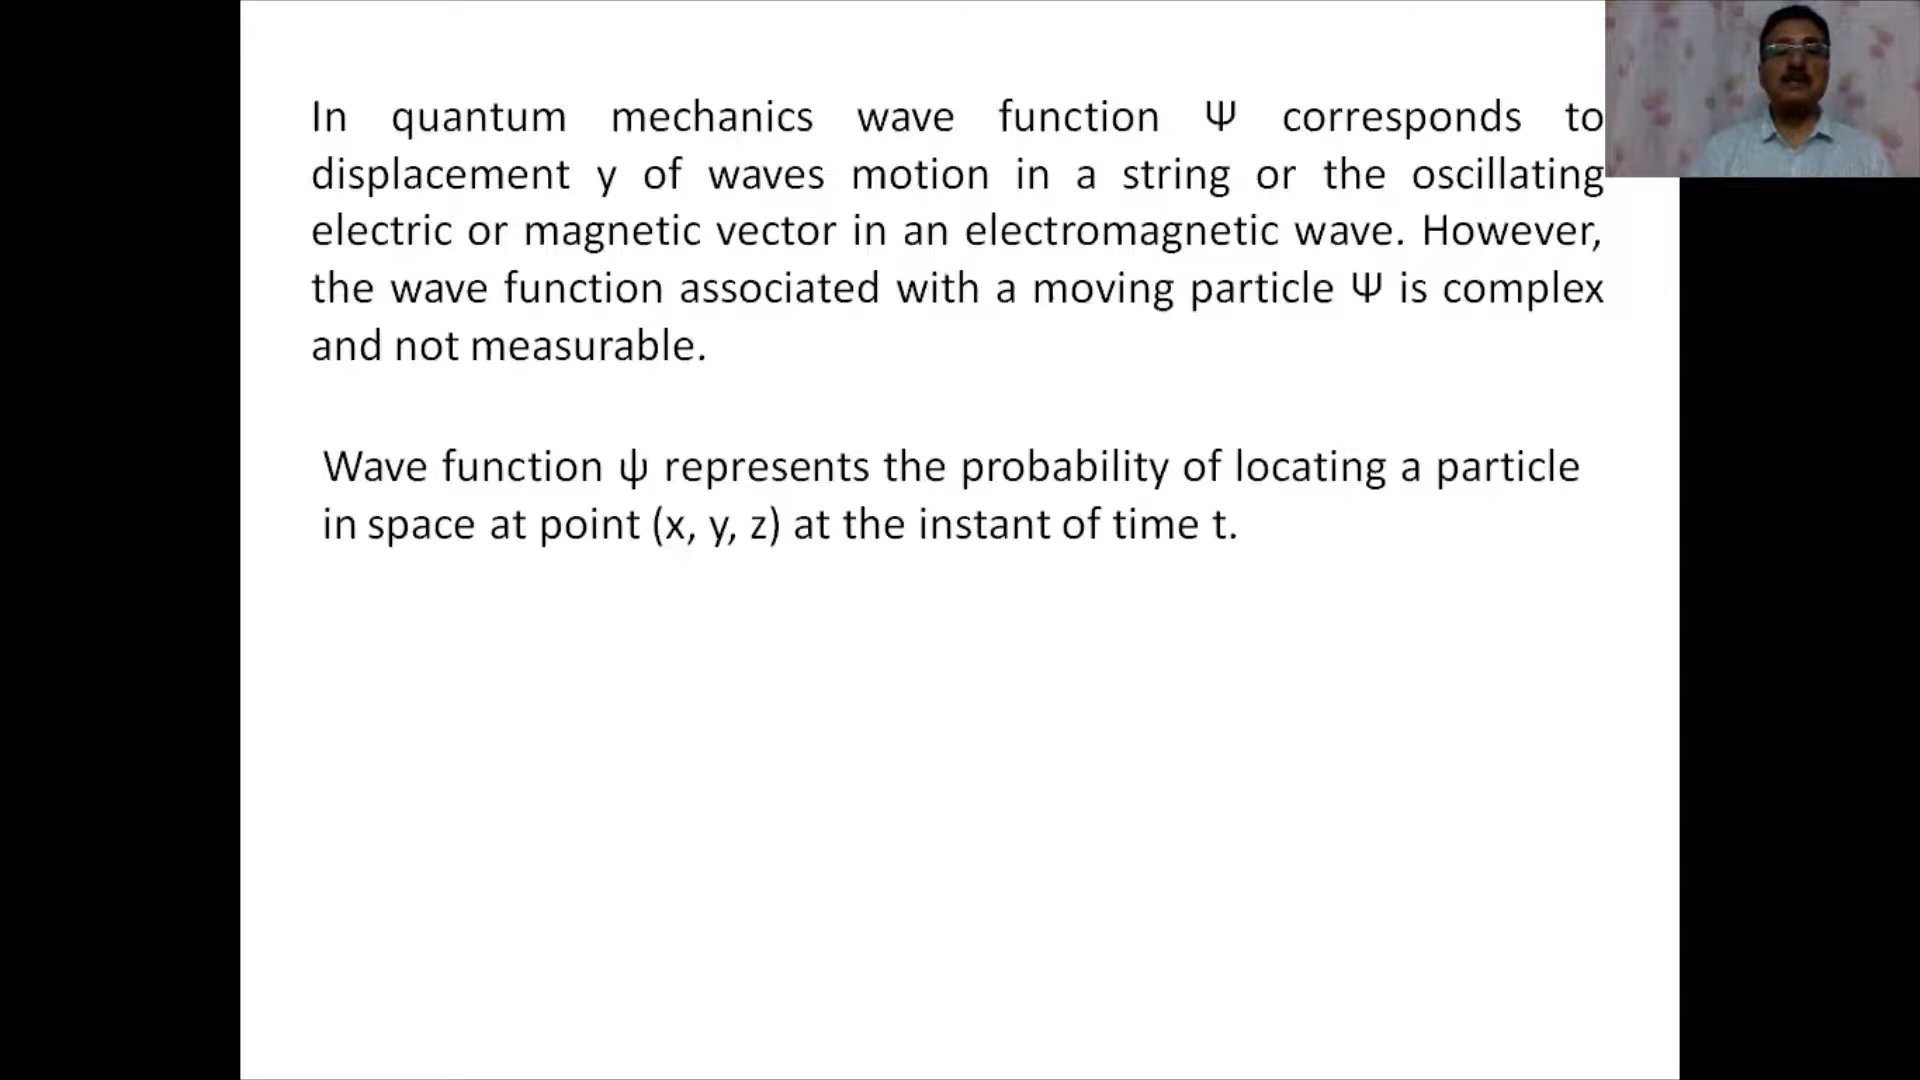 In quantum mechanics wave function Ψ corresponds to
displacement y of waves motion in a string or the oscillating
electric or magnetic vector in an electromagnetic wave. However,
the wave function associated with a moving particle Ψ is complex
and not measurable.
Wave function ψ represents the probability of locating a particle
in space at point (x, y, z) at the instant of time t.